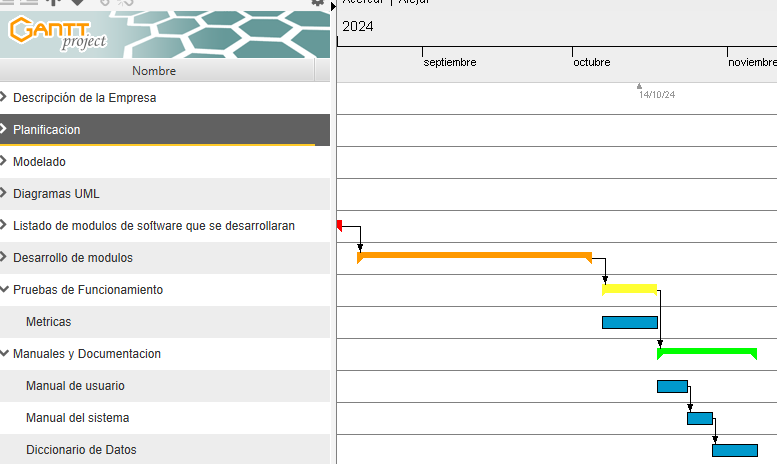 Acercar | Alejar
GANTT
project
2024
Nombre
septiembre
octubre
noviembre
14/10/24
Descripción de la Empresa
Planificacion
Modelado
Diagramas UML
Listado de modulos de software que se desarrollaran
Desarrollo de modulos
Pruebas de Funcionamiento
Metricas
Manuales y Documentacion
Manual de usuario
Manual del sistema
Diccionario de Datos